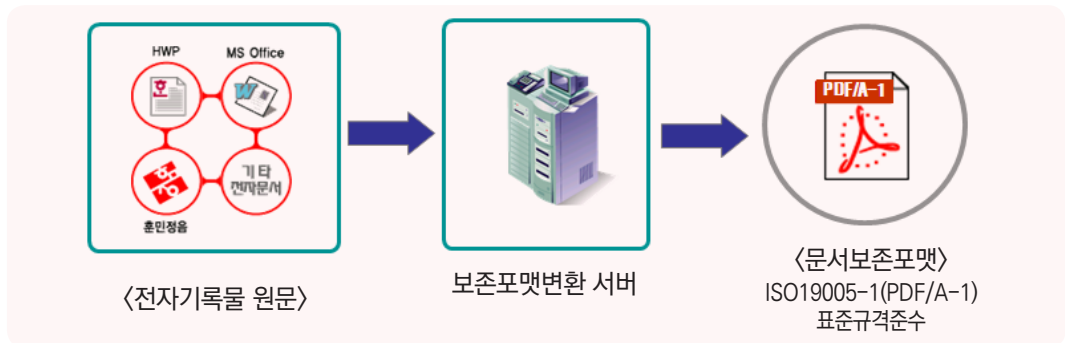 HWP
MS Office
호
W
훈
기타
전자문서
훈민정음
〈전자기록물 원문〉
보존포맷변환 서버
PDF/A-1
〈문서보존포맷〉
ISO19005-1(PDF/A-1)
표준규격준수